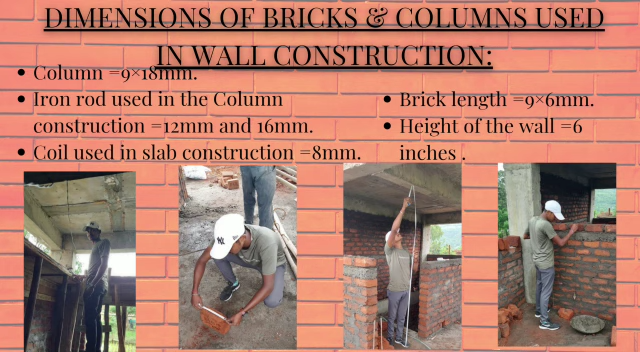 DIMENSIONS OF BRICKS & COLUMNS USED
IN WALL CONSTRUCTION:
• Column =9×18mm.
• Iron rod used in the Column
construction =12mm and 16mm.
• Coil used in slab construction =8mm.
• Brick length =9×6mm.
• Height of the wall =6
inches .
NY